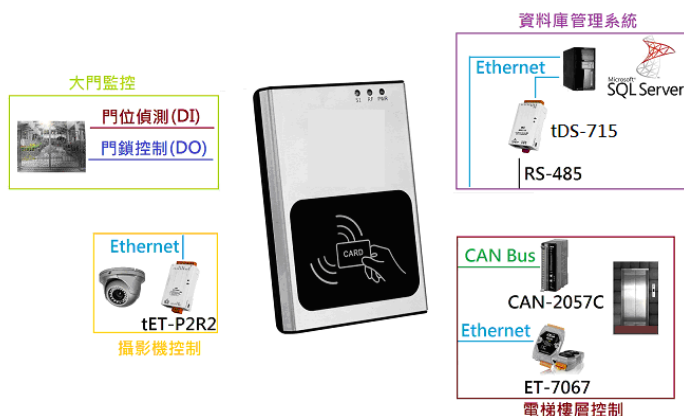 資料庫管理系統
Ethernet
Microsoft
SQL Server
tDS-715
RS-485
大門監控
門位偵測(DI)
門鎖控制(DO)
RF PWR
CARD
Ethernet
tET-P2R2
攝影機控制
CAN Bus
CAN-2057C
Ethernet
ET-7067
電梯樓層控制